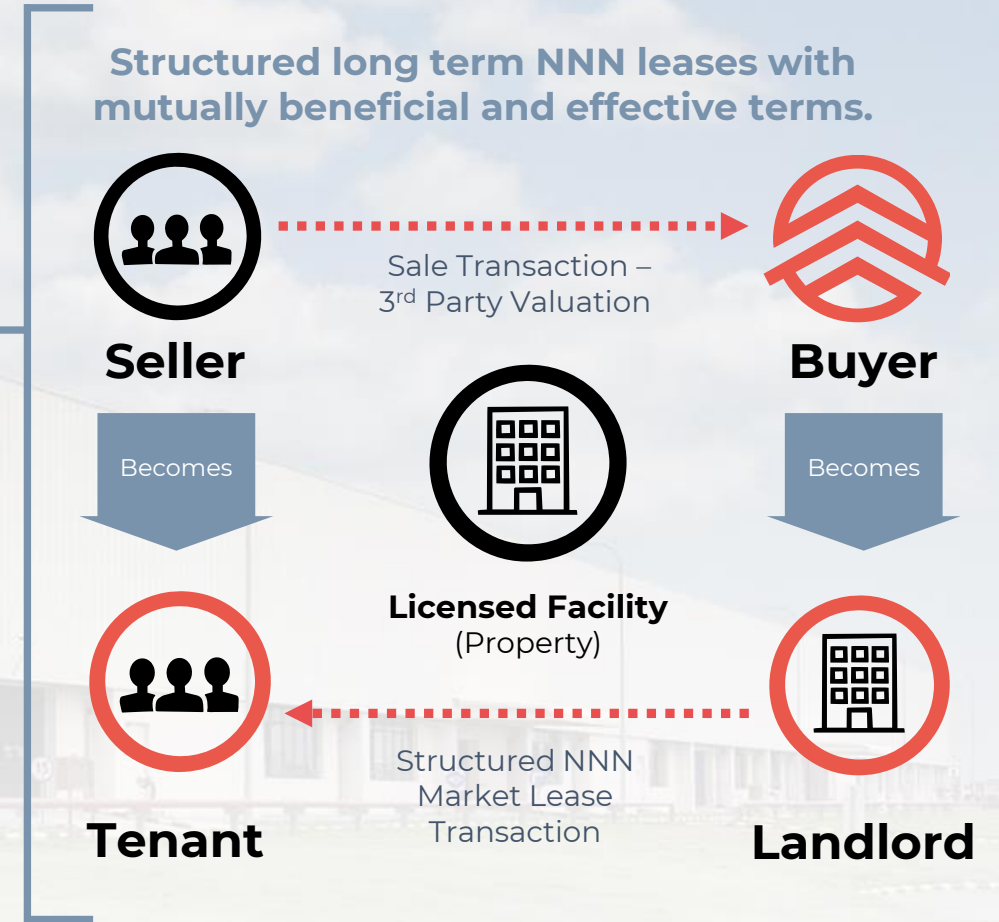 Structured long term NNN leases with
mutually beneficial and effective terms.
Sale Transaction –
3rd Party Valuation
Seller
Buyer
Becomes
Becomes
Licensed Facility
(Property)
Structured NNN
Market Lease
Transaction
Tenant
Landlord